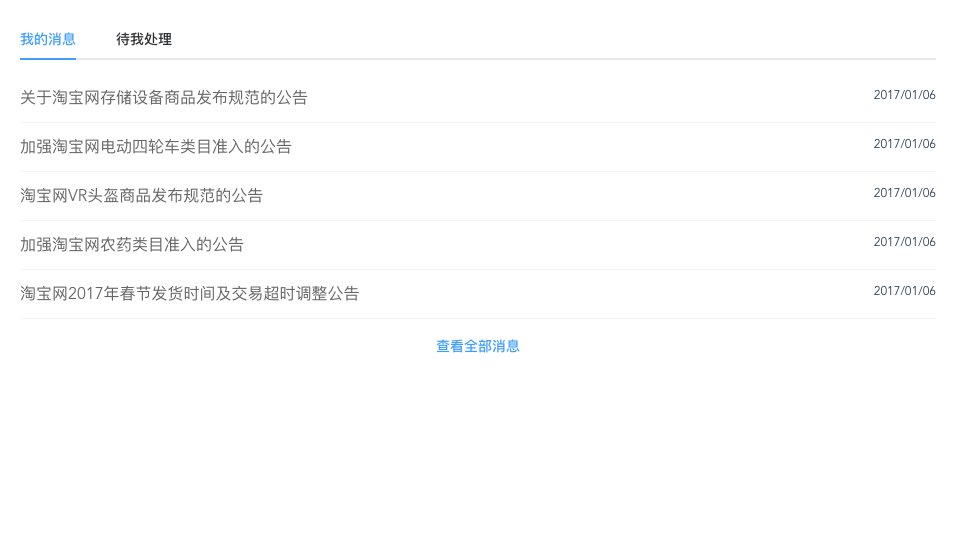 我的消息 待我处理
关于淘宝网存储设备商品发布规范的公告 2017/01/06
加强淘宝网电动四轮车类目准入的公告 2017/01/06
淘宝网VR头盔商品发布规范的公告 2017/01/06
加强淘宝网农药类目准入的公告 2017/01/06
淘宝网2017年春节发货时间及交易超时调整公告 2017/01/06
查看全部消息